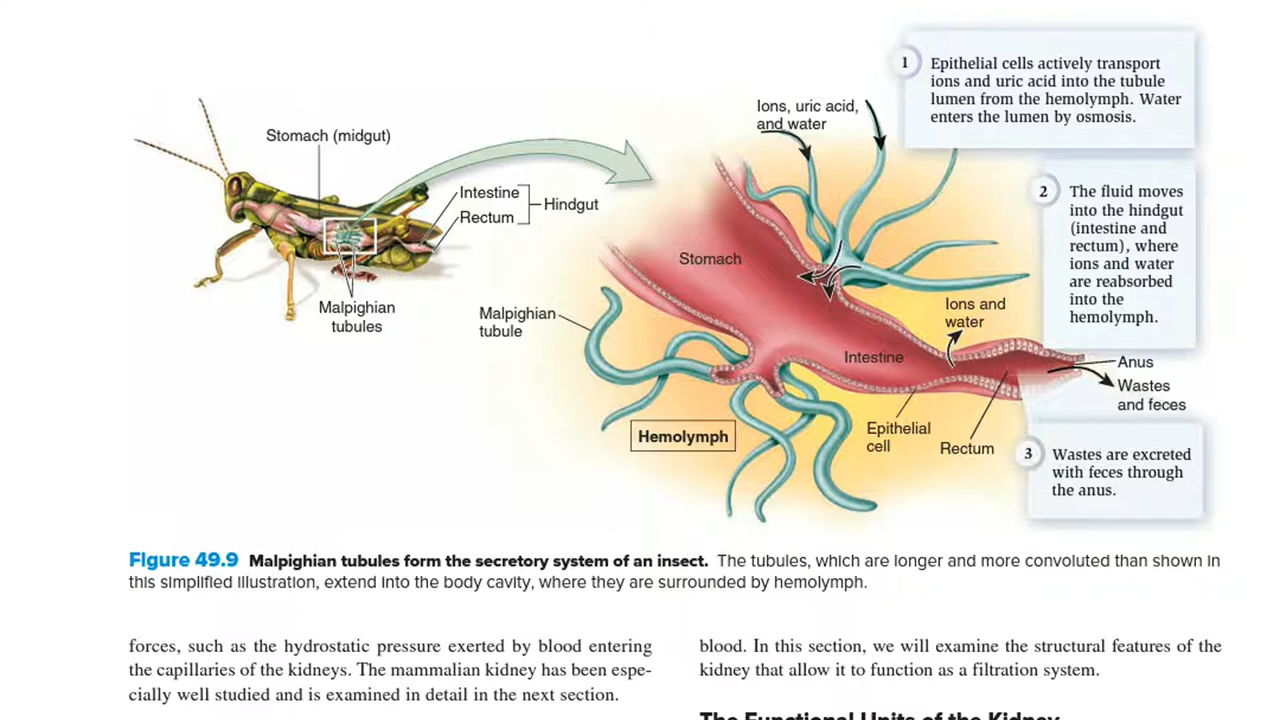 1
Epithelial cells actively transport
ions and uric acid into the tubule
lumen from the hemolymph. Water
enters the lumen by osmosis.
Ions, uric acid,
and water
Stomach (midgut)
Intestine
Rectum
Hindgut
Malpighian
tubules
2
The fluid moves
into the hindgut
(intestine and
rectum), where
ions and water
are reabsorbed
into the
hemolymph.
Stomach
Malpighian
tubule
Ions and
water
Intestine
Anus
Wastes
and feces
Hemolymph
Epithelial
cell
Rectum
3
Wastes are excreted
with feces through
the anus.
Figure 49.9 Malpighian tubules form the secretory system of an insect. The tubules, which are longer and more convoluted than shown in
this simplified illustration, extend into the body cavity, where they are surrounded by hemolymph.
forces, such as the hydrostatic pressure exerted by blood entering
the capillaries of the kidneys. The mammalian kidney has been espe-
cially well studied and is examined in detail in the next section.
blood. In this section, we will examine the structural features of the
kidney that allow it to function as a filtration system.
The Functional Units of the Kidney